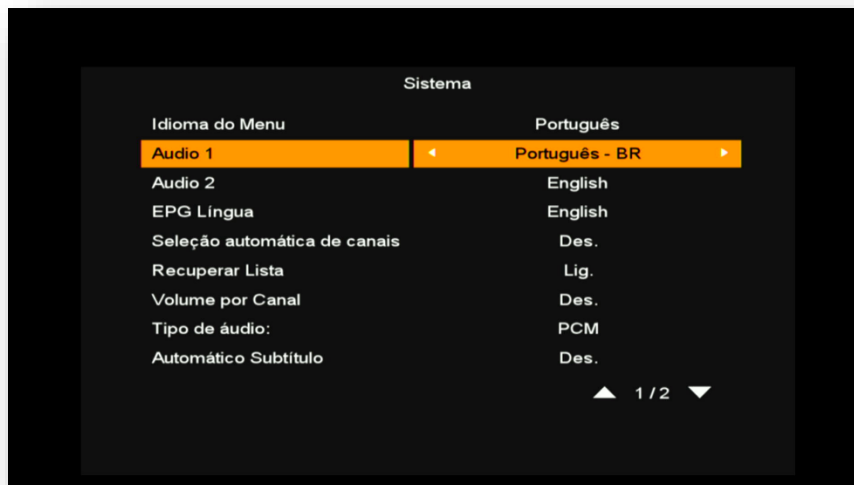 Sistema
Idioma do Menu Português
Audio 1 Português - BR
Audio 2 English
EPG Língua English
Seleção automática de canais Des.
Recuperar Lista Lig.
Volume por Canal Des.
Tipo de áudio: PCM
Automático Subtítulo Des.
1 / 2